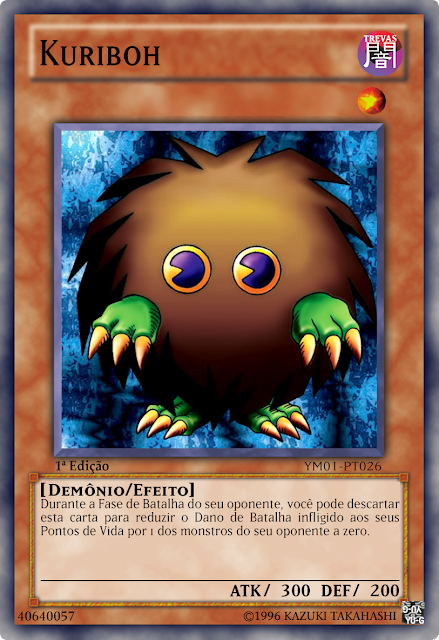 KURIBOH
TREVAS
闇
1ª Edição
YM01-PT026
[DEMÔNIO/EFEITO]
Durante a Fase de Batalha do seu oponente, você pode descartar
esta carta para reduzir o Dano de Batalha infligido aos seus
Pontos de Vida por 1 dos monstros do seu oponente a zero.
ATK/ 300 DEF/ 200
40640057
©1996 KAZUKI TAKAHASHI